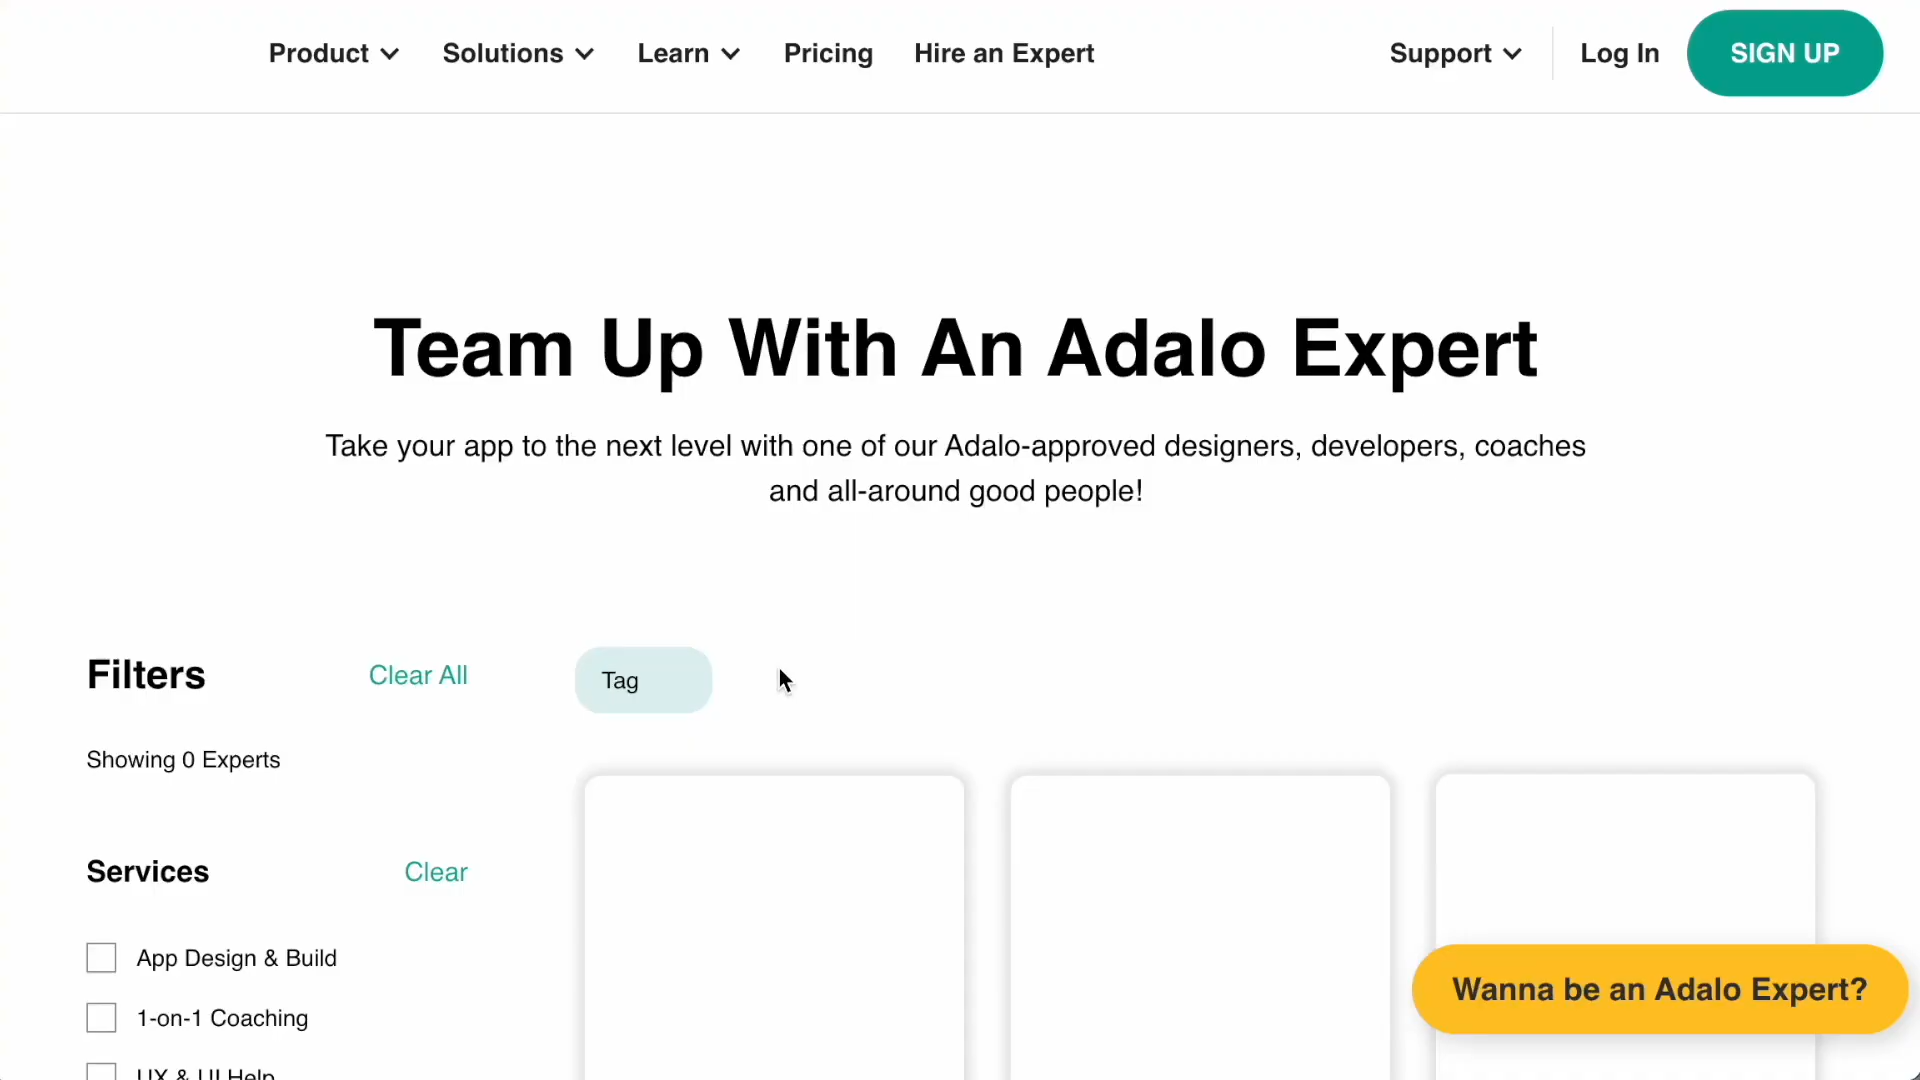 Product
Solutions
Learn
Pricing
Hire an Expert
Support
Log In
SIGN UP
Team Up With An Adalo Expert
Take your app to the next level with one of our Adalo-approved designers, developers, coaches
and all-around good people!
Filters
Clear All
Tag
Showing 0 Experts
Services
Clear
App Design & Build
1-on-1 Coaching
UX & UI Help
Wanna be an Adalo Expert?